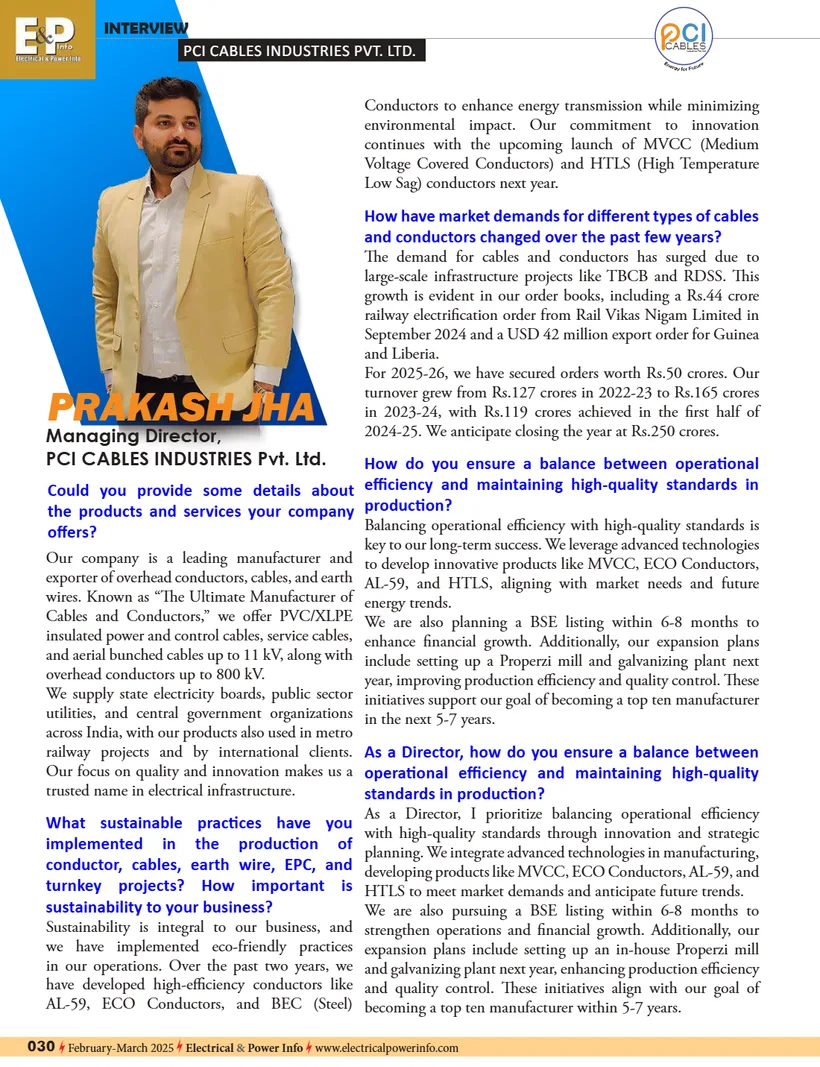 E&P
Info
Electrical & Power Info
INTERVIEW
PCI CABLES INDUSTRIES PVT. LTD.
PCI
CABLES
Energy for Future
PRAKASH JHA
Managing Director,
PCI CABLES INDUSTRIES Pvt. Ltd.
Could you provide some details about
the products and services your company
offers?
Our company is a leading manufacturer and
exporter of overhead conductors, cables, and earth
wires. Known as “The Ultimate Manufacturer of
Cables and Conductors,” we offer PVC/XLPE
insulated power and control cables, service cables,
and aerial bunched cables up to 11 kV, along with
overhead conductors up to 800 kV.
We supply state electricity boards, public sector
utilities, and central government organizations
across India, with our products also used in metro
railway projects and by international clients.
Our focus on quality and innovation makes us a
trusted name in electrical infrastructure.
What sustainable practices have you
implemented in the production of
conductor, cables, earth wire, EPC, and
turnkey projects? How important is
sustainability to your business?
Sustainability is integral to our business, and
we have implemented eco-friendly practices
in our operations. Over the past two years, we
have developed high-efficiency conductors like
AL-59, ECO Conductors, and BEC (Steel)
Conductors to enhance energy transmission while minimizing
environmental impact. Our commitment to innovation
continues with the upcoming launch of MVCC (Medium
Voltage Covered Conductors) and HTLS (High Temperature
Low Sag) conductors next year.
How have market demands for different types of cables
and conductors changed over the past few years?
The demand for cables and conductors has surged due to
large-scale infrastructure projects like TBCB and RDSS. This
growth is evident in our order books, including a Rs.44 crore
railway electrification order from Rail Vikas Nigam Limited in
September 2024 and a USD 42 million export order for Guinea
and Liberia.
For 2025-26, we have secured orders worth Rs.50 crores. Our
turnover grew from Rs.127 crores in 2022-23 to Rs.165 crores
in 2023-24, with Rs.119 crores achieved in the first half of
2024-25. We anticipate closing the year at Rs.250 crores.
How do you ensure a balance between operational
efficiency and maintaining high-quality standards in
production?
Balancing operational efficiency with high-quality standards is
key to our long-term success. We leverage advanced technologies
to develop innovative products like MVCC, ECO Conductors,
AL-59, and HTLS, aligning with market needs and future
energy trends.
We are also planning a BSE listing within 6-8 months to
enhance financial growth. Additionally, our expansion plans
include setting up a Properzi mill and galvanizing plant next
year, improving production efficiency and quality control. These
initiatives support our goal of becoming a top ten manufacturer
in the next 5-7 years.
As a Director, how do you ensure a balance between
operational efficiency and maintaining high-quality
standards in production?
As a Director, I prioritize balancing operational efficiency
with high-quality standards through innovation and strategic
planning. We integrate advanced technologies in manufacturing,
developing products like MVCC, ECO Conductors, AL-59, and
HTLS to meet market demands and anticipate future trends.
We are also pursuing a BSE listing within 6-8 months to
strengthen operations and financial growth. Additionally, our
expansion plans include setting up an in-house Properzi mill
and galvanizing plant next year, enhancing production efficiency
and quality control. These initiatives align with our goal of
becoming a top ten manufacturer within 5-7 years.
030 February-March 2025 Electrical & Power Info www.electricalpowerinfo.com